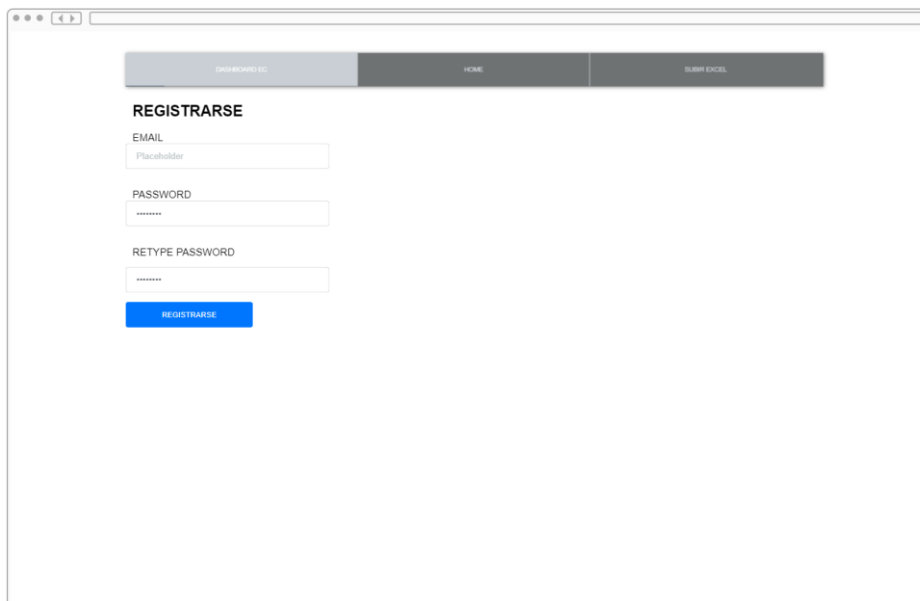 DASHBOARD EC HOME SUBIR EXCEL
REGISTRARSE
EMAIL
Placeholder
PASSWORD
••••••••
RETYPE PASSWORD
••••••••
REGISTRARSE